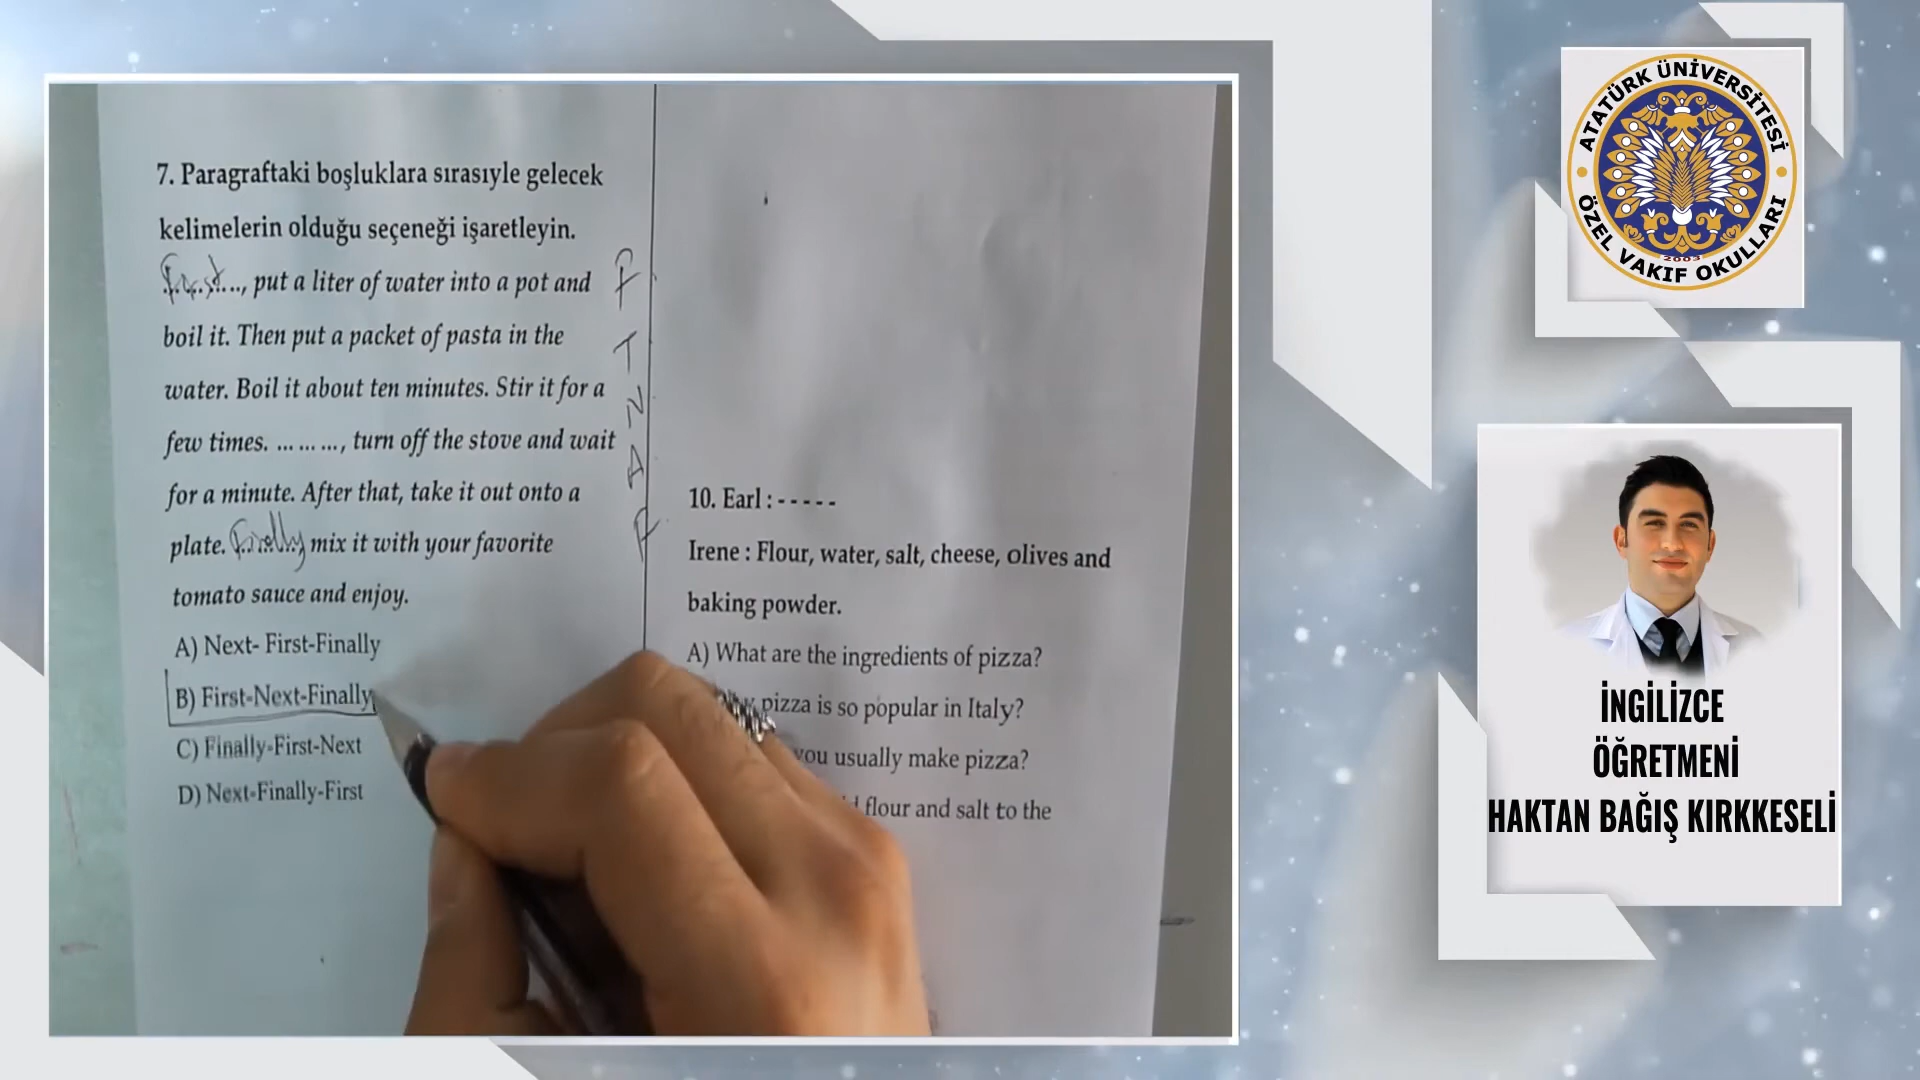 7. Paragraftaki boşluklara sırasıyle gelecek
kelimelerin olduğu seçeneği işaretleyin.
First..., put a liter of water into a pot and
boil it. Then put a packet of pasta in the
water. Boil it about ten minutes. Stir it for a
few times. ... ... ..., turn off the stove and wait
for a minute. After that, take it out onto a
plate. Finally mix it with your favorite
tomato sauce and enjoy.
A) Next- First-Finally
B) First-Next-Finally
C) Finally-First-Next
D) Next-Finally-First
F
T
N
A
F
10. Earl : - - - - -
Irene : Flour, water, salt, cheese, olives and
baking powder.
A) What are the ingredients of pizza?
pizza is so popular in Italy?
you usually make pizza?
flour and salt to the
ATATÜRK ÜNİVERSİTESİ
ÖZEL VAKIF OKULLARI
2003
İNGİLİZCE
ÖĞRETMENİ
HAKTAN BAĞIŞ KIRKKESELİ